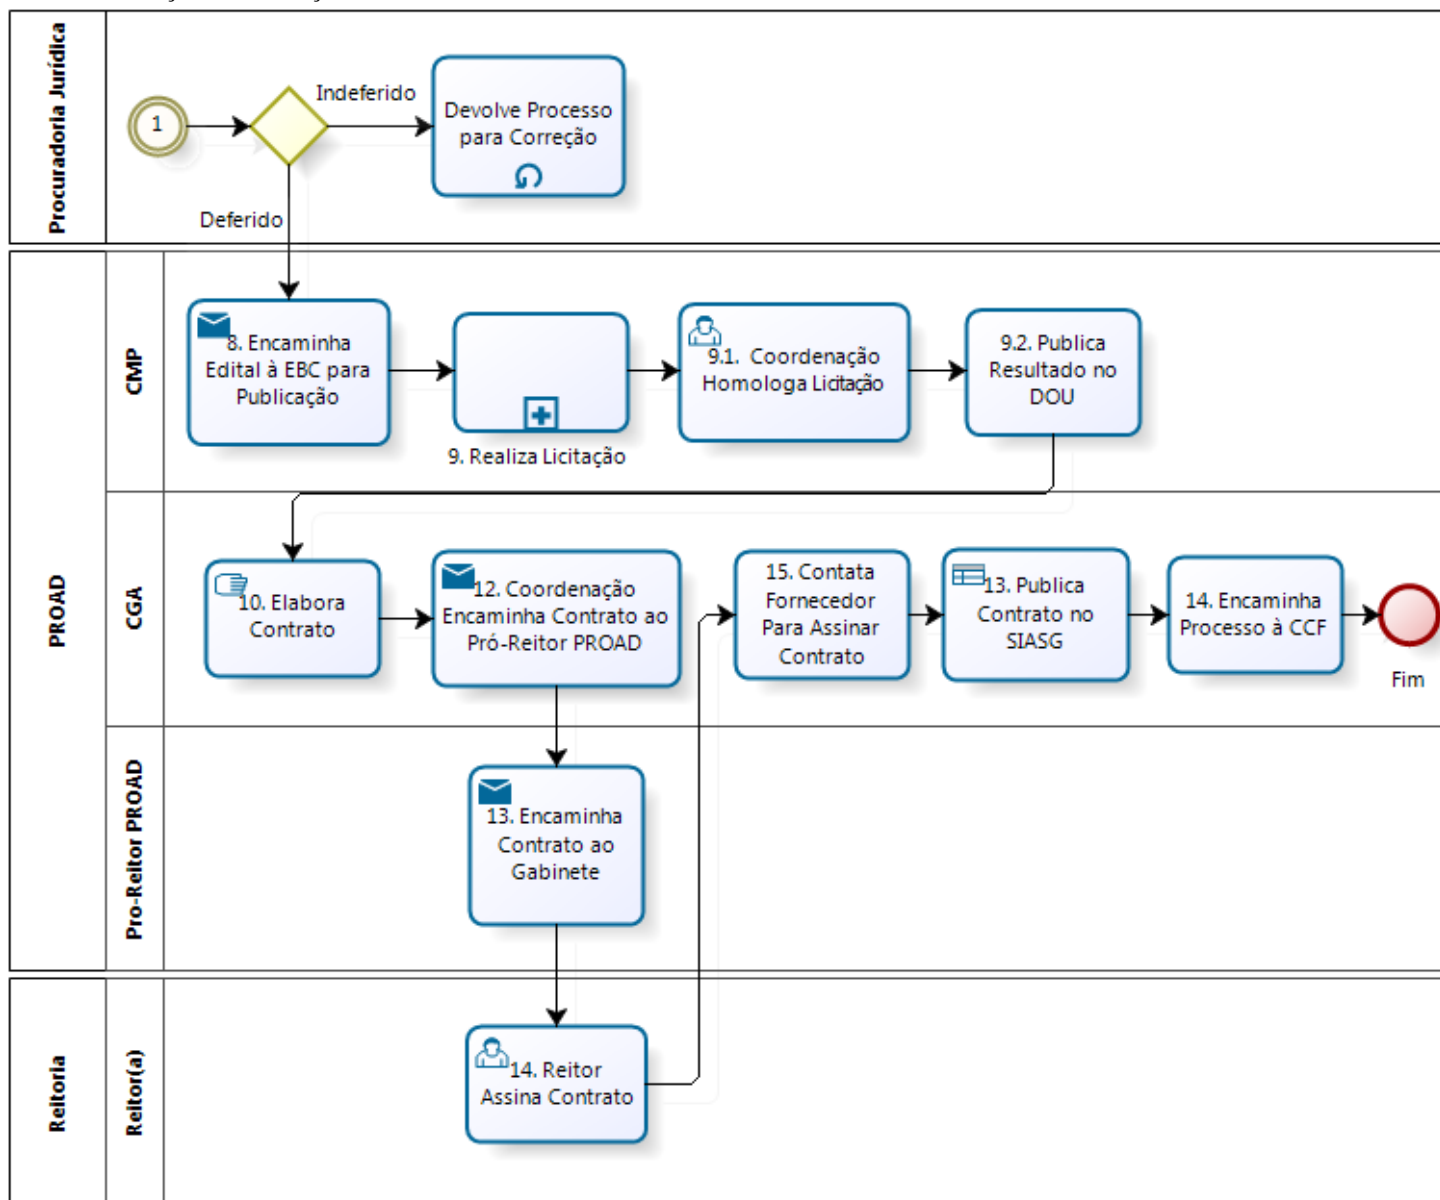 Procuradoria Jurídica
1
Indeferido
Devolve Processo
para Correção
Deferido
PROAD
CMP
8. Encaminha
Edital à EBC para
Publicação
9. Realiza Licitação
9.1. Coordenação
Homologa Licitação
9.2. Publica
Resultado no
DOU
CGA
10. Elabora
Contrato
12. Coordenação
Encaminha Contrato ao
Pró-Reitor PROAD
15. Contata
Fornecedor
Para Assinar
Contrato
13. Publica
Contrato no
SIASG
14. Encaminha
Processo à CCF
Fim
Pro-Reitor PROAD
13. Encaminha
Contrato ao
Gabinete
Reitoria
Reitor(a)
14. Reitor
Assina Contrato